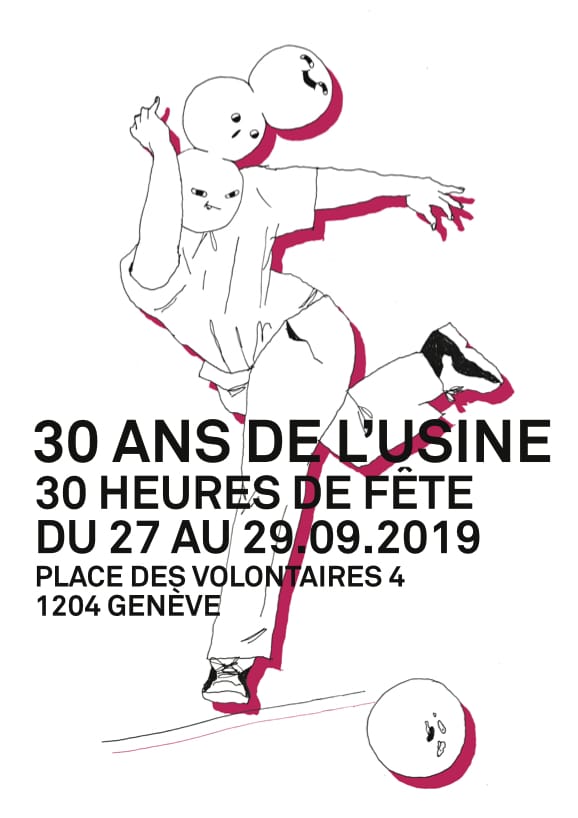 30 ANS DE L'USINE
30 HEURES DE FÊTE
DU 27 AU 29.09.2019
PLACE DES VOLONTAIRES 4
1204 GENÈVE